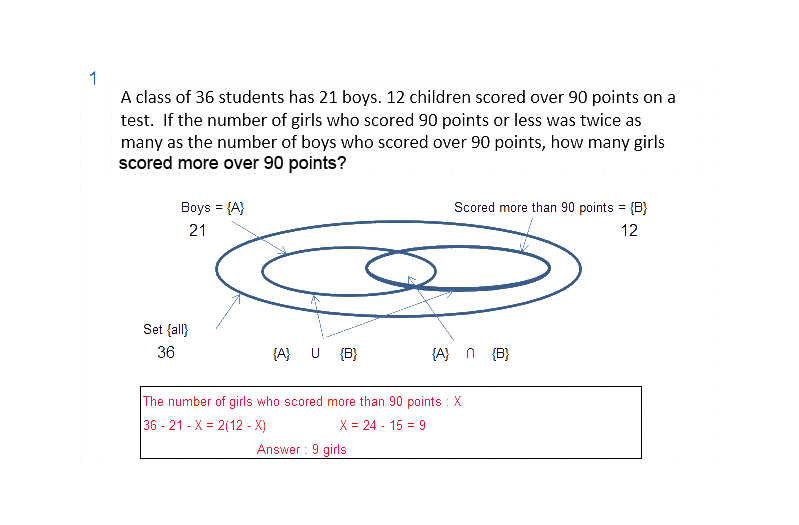 1
A class of 36 students has 21 boys. 12 children scored over 90 points on a
test. If the number of girls who scored 90 points or less was twice as
many as the number of boys who scored over 90 points, how many girls
scored more over 90 points?
Boys = {A} Scored more than 90 points = {B}
21 12
Set {all}
36 {A} U {B} {A} ∩ {B}
The number of girls who scored more than 90 points : X
36 - 21 - X = 2(12 - X) X = 24 - 15 = 9
Answer : 9 girls